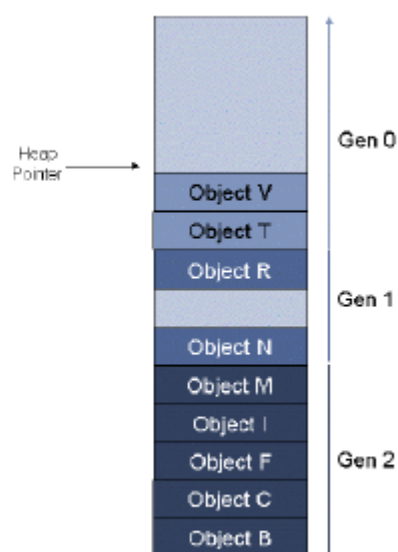 Gen 0
Heap
Pointer
Object V
Object T
Object R
Gen 1
Object N
Object M
Object I
Object F
Gen 2
Object C
Object B